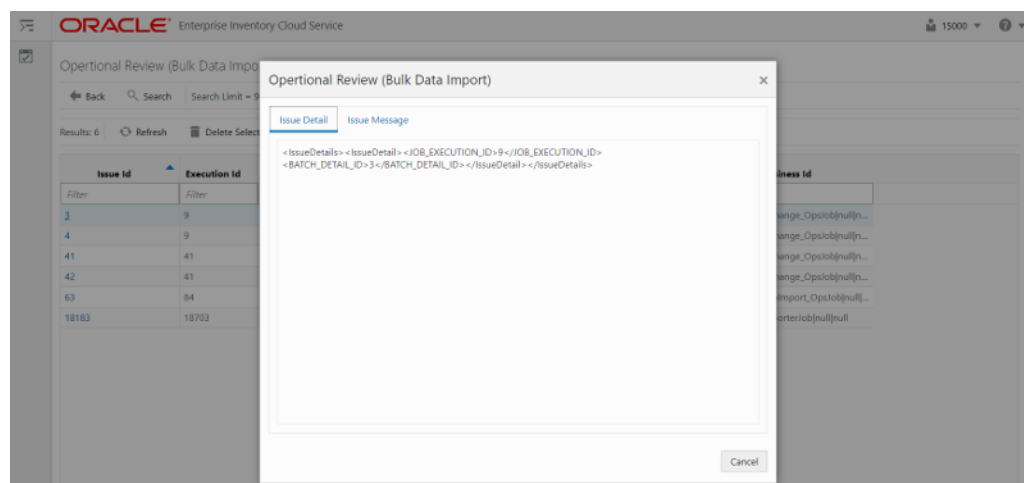 ORACLE® Enterprise Inventory Cloud Service
15000
Opertional Review (Bulk Data Impo
Back Search Search Limit = 9
Results: 6 Refresh Delete Select
Issue Id Execution Id iness Id
Filter Filter
3 9 ange_OpsJob|null|n...
4 9 ange_OpsJob|null|n...
41 41 ange_OpsJob|null|n...
42 41 ange_OpsJob|null|n...
63 84 Import_OpsJob|null|...
18183 18703 orterJob|null|null
Opertional Review (Bulk Data Import)
Issue Detail Issue Message
<IssueDetails><IssueDetail><JOB_EXECUTION_ID>9</JOB_EXECUTION_ID>
<BATCH_DETAIL_ID>3</BATCH_DETAIL_ID></IssueDetail></IssueDetails>
Cancel